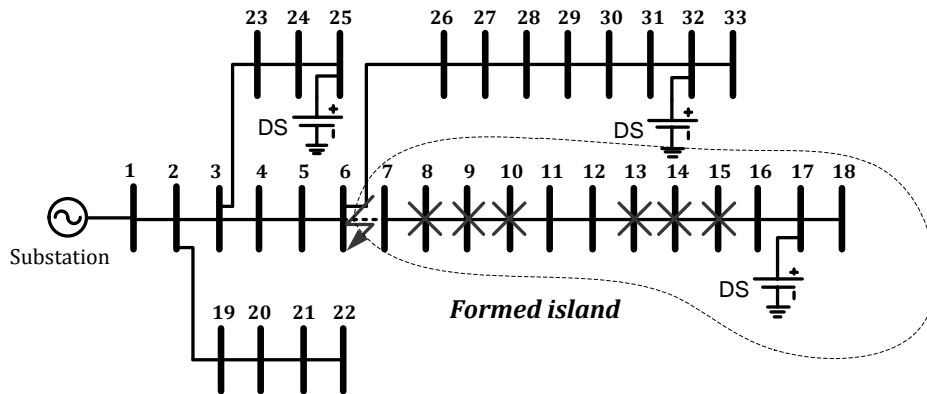 23 24 25
26 27 28 29 30 31 32 33
DS
DS
1 2 3 4 5 6 7 8 9 10 11 12 13 14 15 16 17 18
Substation
DS
Formed island
19 20 21 22